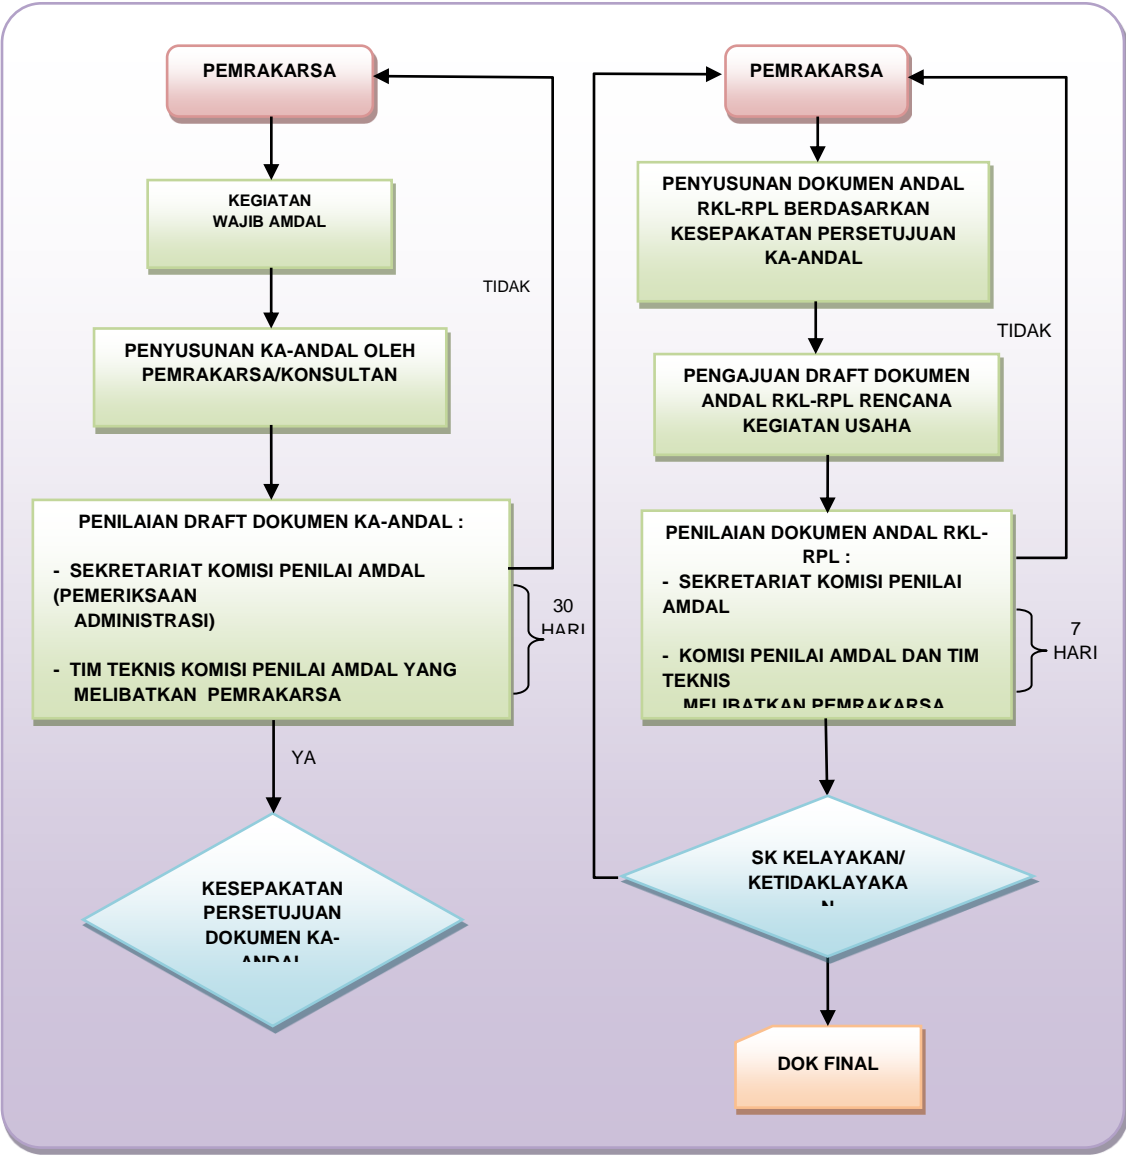 PEMRAKARSA
KEGIATAN
WAJIB AMDAL
TIDAK
PENYUSUNAN KA-ANDAL OLEH
PEMRAKARSA/KONSULTAN
PENILAIAN DRAFT DOKUMEN KA-ANDAL :
- SEKRETARIAT KOMISI PENILAI AMDAL
(PEMERIKSAAN
ADMINISTRASI)
- TIM TEKNIS KOMISI PENILAI AMDAL YANG
MELIBATKAN PEMRAKARSA
30
HARI
YA
KESEPAKATAN
PERSETUJUAN
DOKUMEN KA-
ANDAL
PEMRAKARSA
PENYUSUNAN DOKUMEN ANDAL
RKL-RPL BERDASARKAN
KESEPAKATAN PERSETUJUAN
KA-ANDAL
TIDAK
PENGAJUAN DRAFT DOKUMEN
ANDAL RKL-RPL RENCANA
KEGIATAN USAHA
PENILAIAN DOKUMEN ANDAL RKL-
RPL :
- SEKRETARIAT KOMISI PENILAI
AMDAL
- KOMISI PENILAI AMDAL DAN TIM
TEKNIS
MELIBATKAN PEMRAKARSA
7
HARI
SK KELAYAKAN/
KETIDAKLAYAKA
N
DOK FINAL